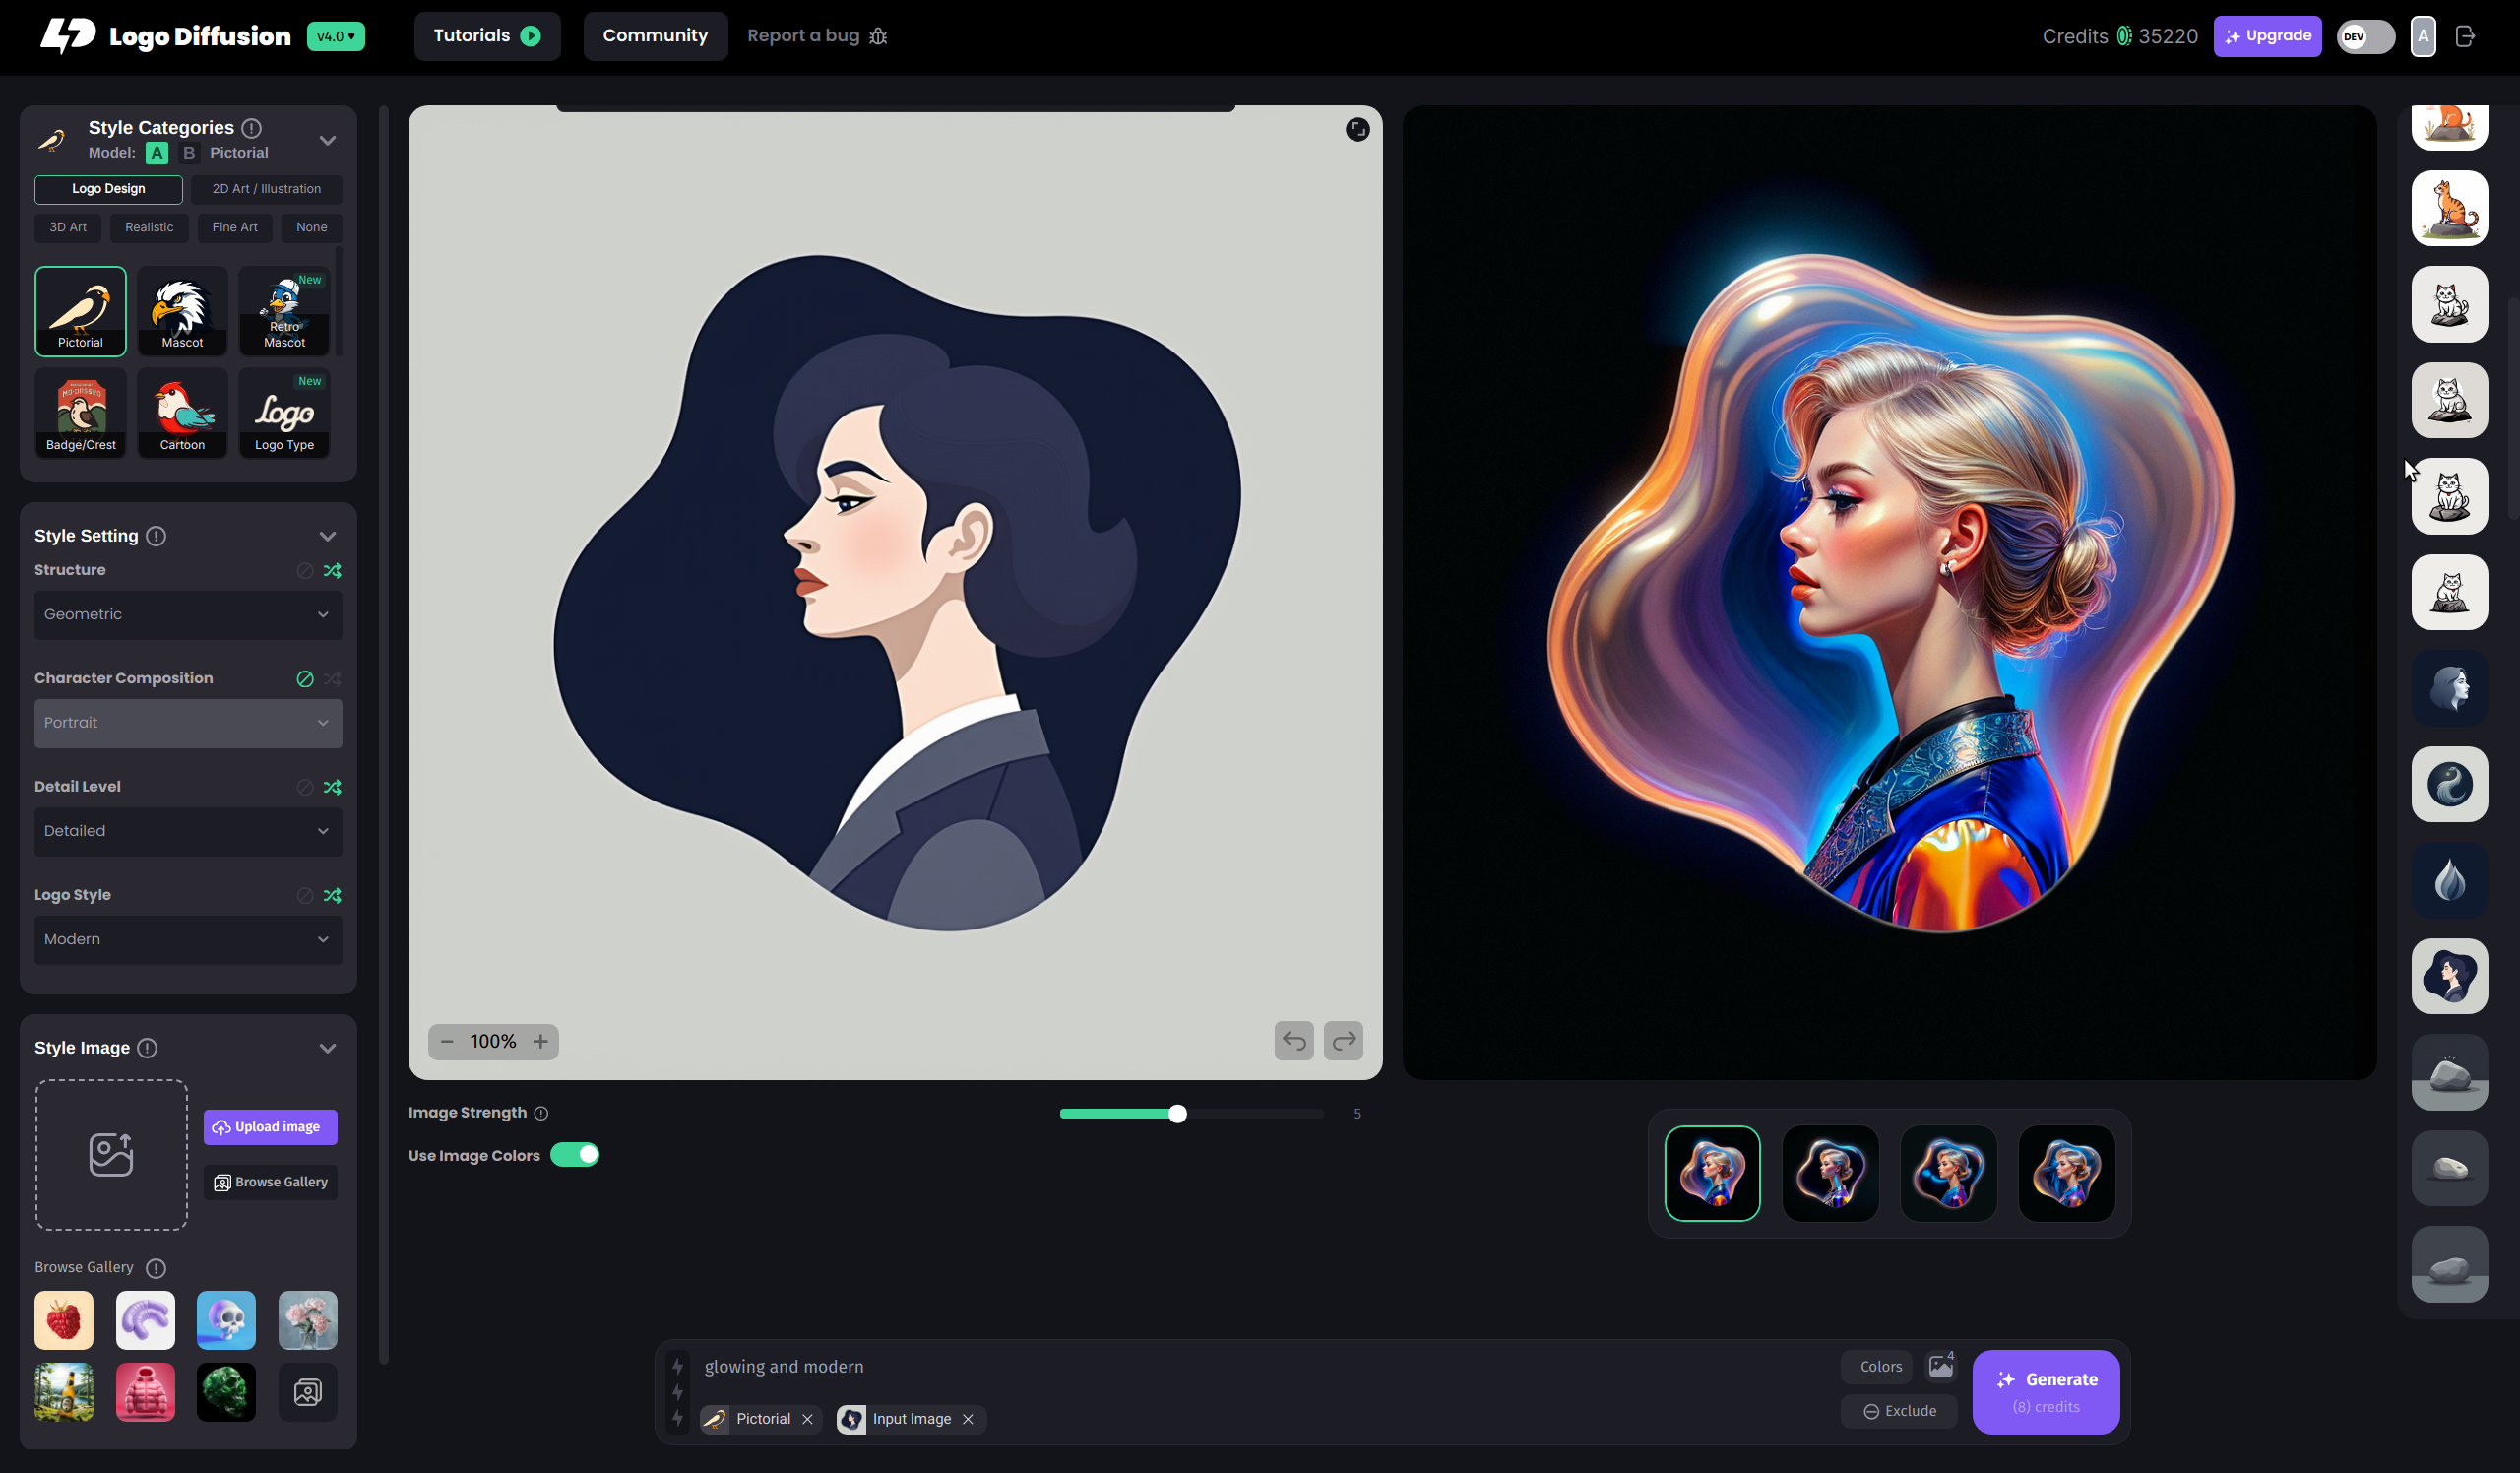 Logo Diffusion v4.0 ♥ Tutorials Community Report a bug Credits 35220 Upgrade DEV A
Style Categories
Model: A B Pictorial
Logo Design 2D Art / Illustration
3D Art Realistic Fine Art None
Pictorial
Mascot
New
Retro
Mascot
Badge/Crest
Cartoon
New
Logo
Logo Type
Style Setting
Structure
Geometric
Character Composition
Portrait
Detail Level
Detailed
Logo Style
Modern
Style Image
Upload image
Browse Gallery
Browse Gallery
100%
Image Strength 5
Use Image Colors
glowing and modern
Pictorial Input Image
Colors 4
Exclude
Generate
(8) credits